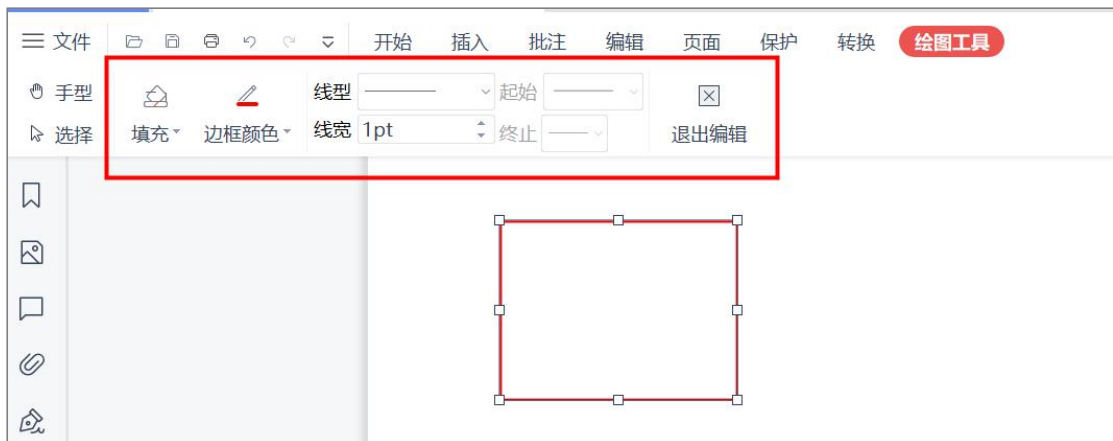 文件 开始 插入 批注 编辑 页面 保护 转换 绘图工具
手型 线型 起始
选择 填充 边框颜色 线宽 1pt 终止 退出编辑